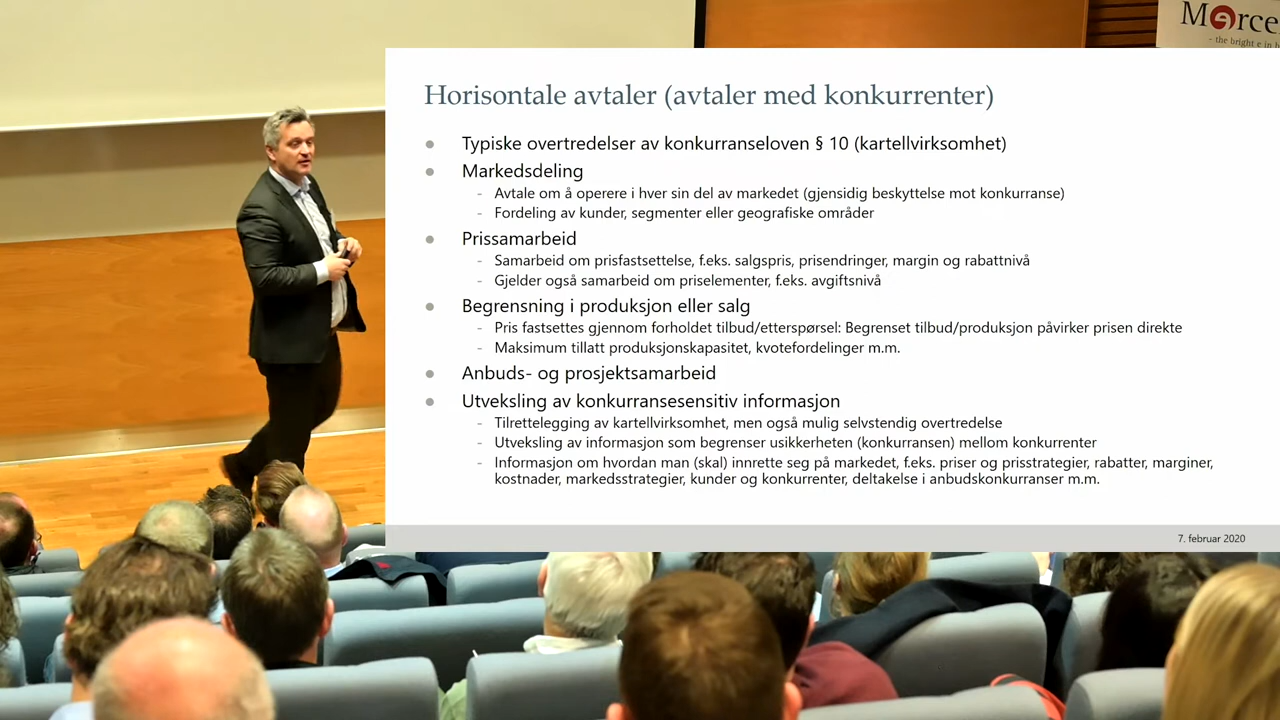 Horisontale avtaler (avtaler med konkurrenter)
● Typiske overtredelser av konkurranseloven § 10 (kartellvirksomhet)
● Markedsdeling
- Avtale om å operere i hver sin del av markedet (gjensidig beskyttelse mot konkurranse)
- Fordeling av kunder, segmenter eller geografiske områder
● Prissamarbeid
- Samarbeid om prisfastsettelse, f.eks. salgspris, prisendringer, margin og rabattnivå
- Gjelder også samarbeid om priselementer, f.eks. avgiftsnivå
● Begrensning i produksjon eller salg
- Pris fastsettes gjennom forholdet tilbud/etterspørsel: Begrenset tilbud/produksjon påvirker prisen direkte
- Maksimum tillatt produksjonskapasitet, kvotefordelinger m.m.
● Anbuds- og prosjektsamarbeid
● Utveksling av konkurransesensitiv informasjon
- Tilrettelegging av kartellvirksomhet, men også mulig selvstendig overtredelse
- Utveksling av informasjon som begrenser usikkerheten (konkurransen) mellom konkurrenter
- Informasjon om hvordan man (skal) innrette seg på markedet, f.eks. priser og prisstrategier, rabatter, marginer,
kostnader, markedsstrategier, kunder og konkurrenter, deltakelse i anbudskonkurranser m.m.
7. februar 2020
- the bright e in